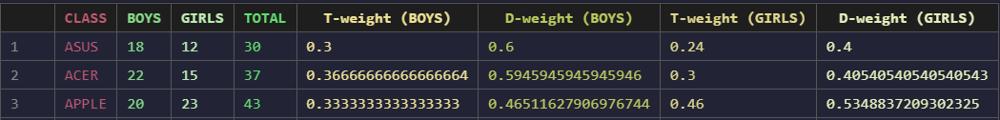 CLASS BOYS GIRLS TOTAL T-weight (BOYS) D-weight (BOYS) T-weight (GIRLS) D-weight (GIRLS)
1 ASUS 18 12 30 0.3 0.6 0.24 0.4
2 ACER 22 15 37 0.36666666666666664 0.5945945945945946 0.3 0.40540540540540543
3 APPLE 20 23 43 0.3333333333333333 0.46511627906976744 0.46 0.5348837209302325